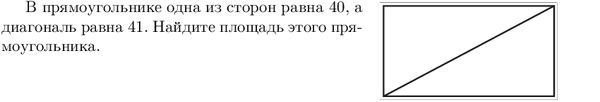 В прямоугольнике одна из сторон равна 40, а
диагональ равна 41. Найдите площадь этого пря-
моугольника.